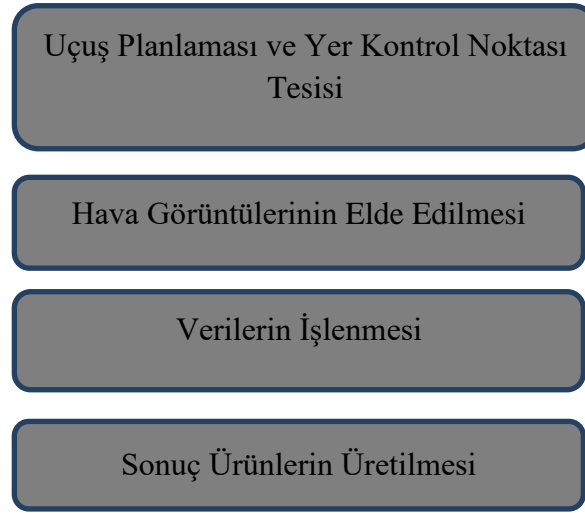 Uçuş Planlaması ve Yer Kontrol Noktası
Tesisi
Hava Görüntülerinin Elde Edilmesi
Verilerin İşlenmesi
Sonuç Ürünlerin Üretilmesi